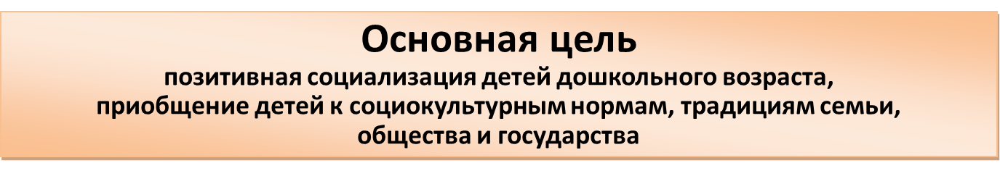 Основная цель
позитивная социализация детей дошкольного возраста,
приобщение детей к социокультурным нормам, традициям семьи,
общества и государства